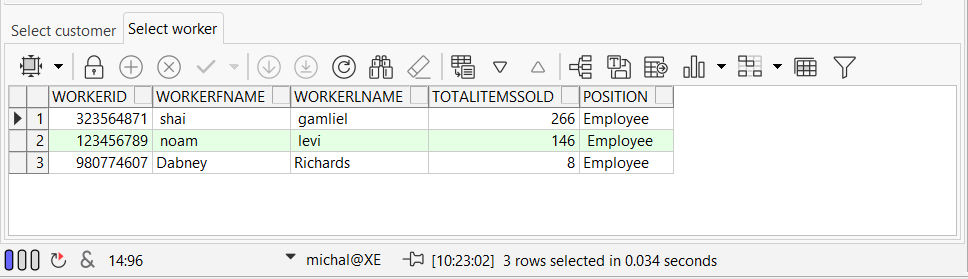 Select customer Select worker
WORKERID WORKERFNAME WORKERLNAME TOTALITEMSSOLD POSITION
1 323564871 shai gamliel 266 Employee
2 123456789 noam levi 146 Employee
3 980774607 Dabney Richards 8 Employee
& 14:96 michal@XE [10:23:02] 3 rows selected in 0.034 seconds